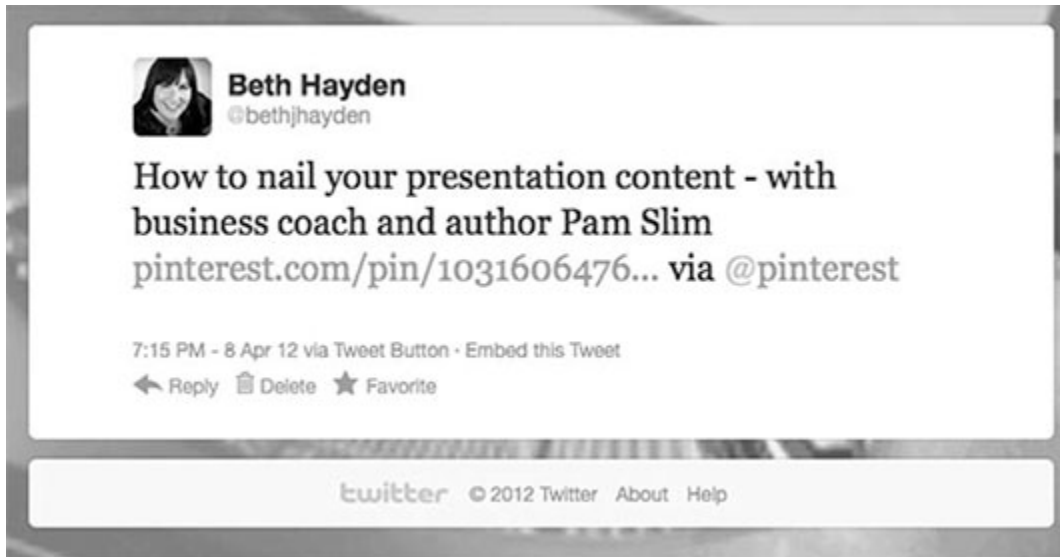 Beth Hayden
@bethjhayden
How to nail your presentation content - with
business coach and author Pam Slim
pinterest.com/pin/1031606476... via @pinterest
7:15 PM - 8 Apr 12 via Tweet Button · Embed this Tweet
Reply Delete Favorite
twitter © 2012 Twitter About Help